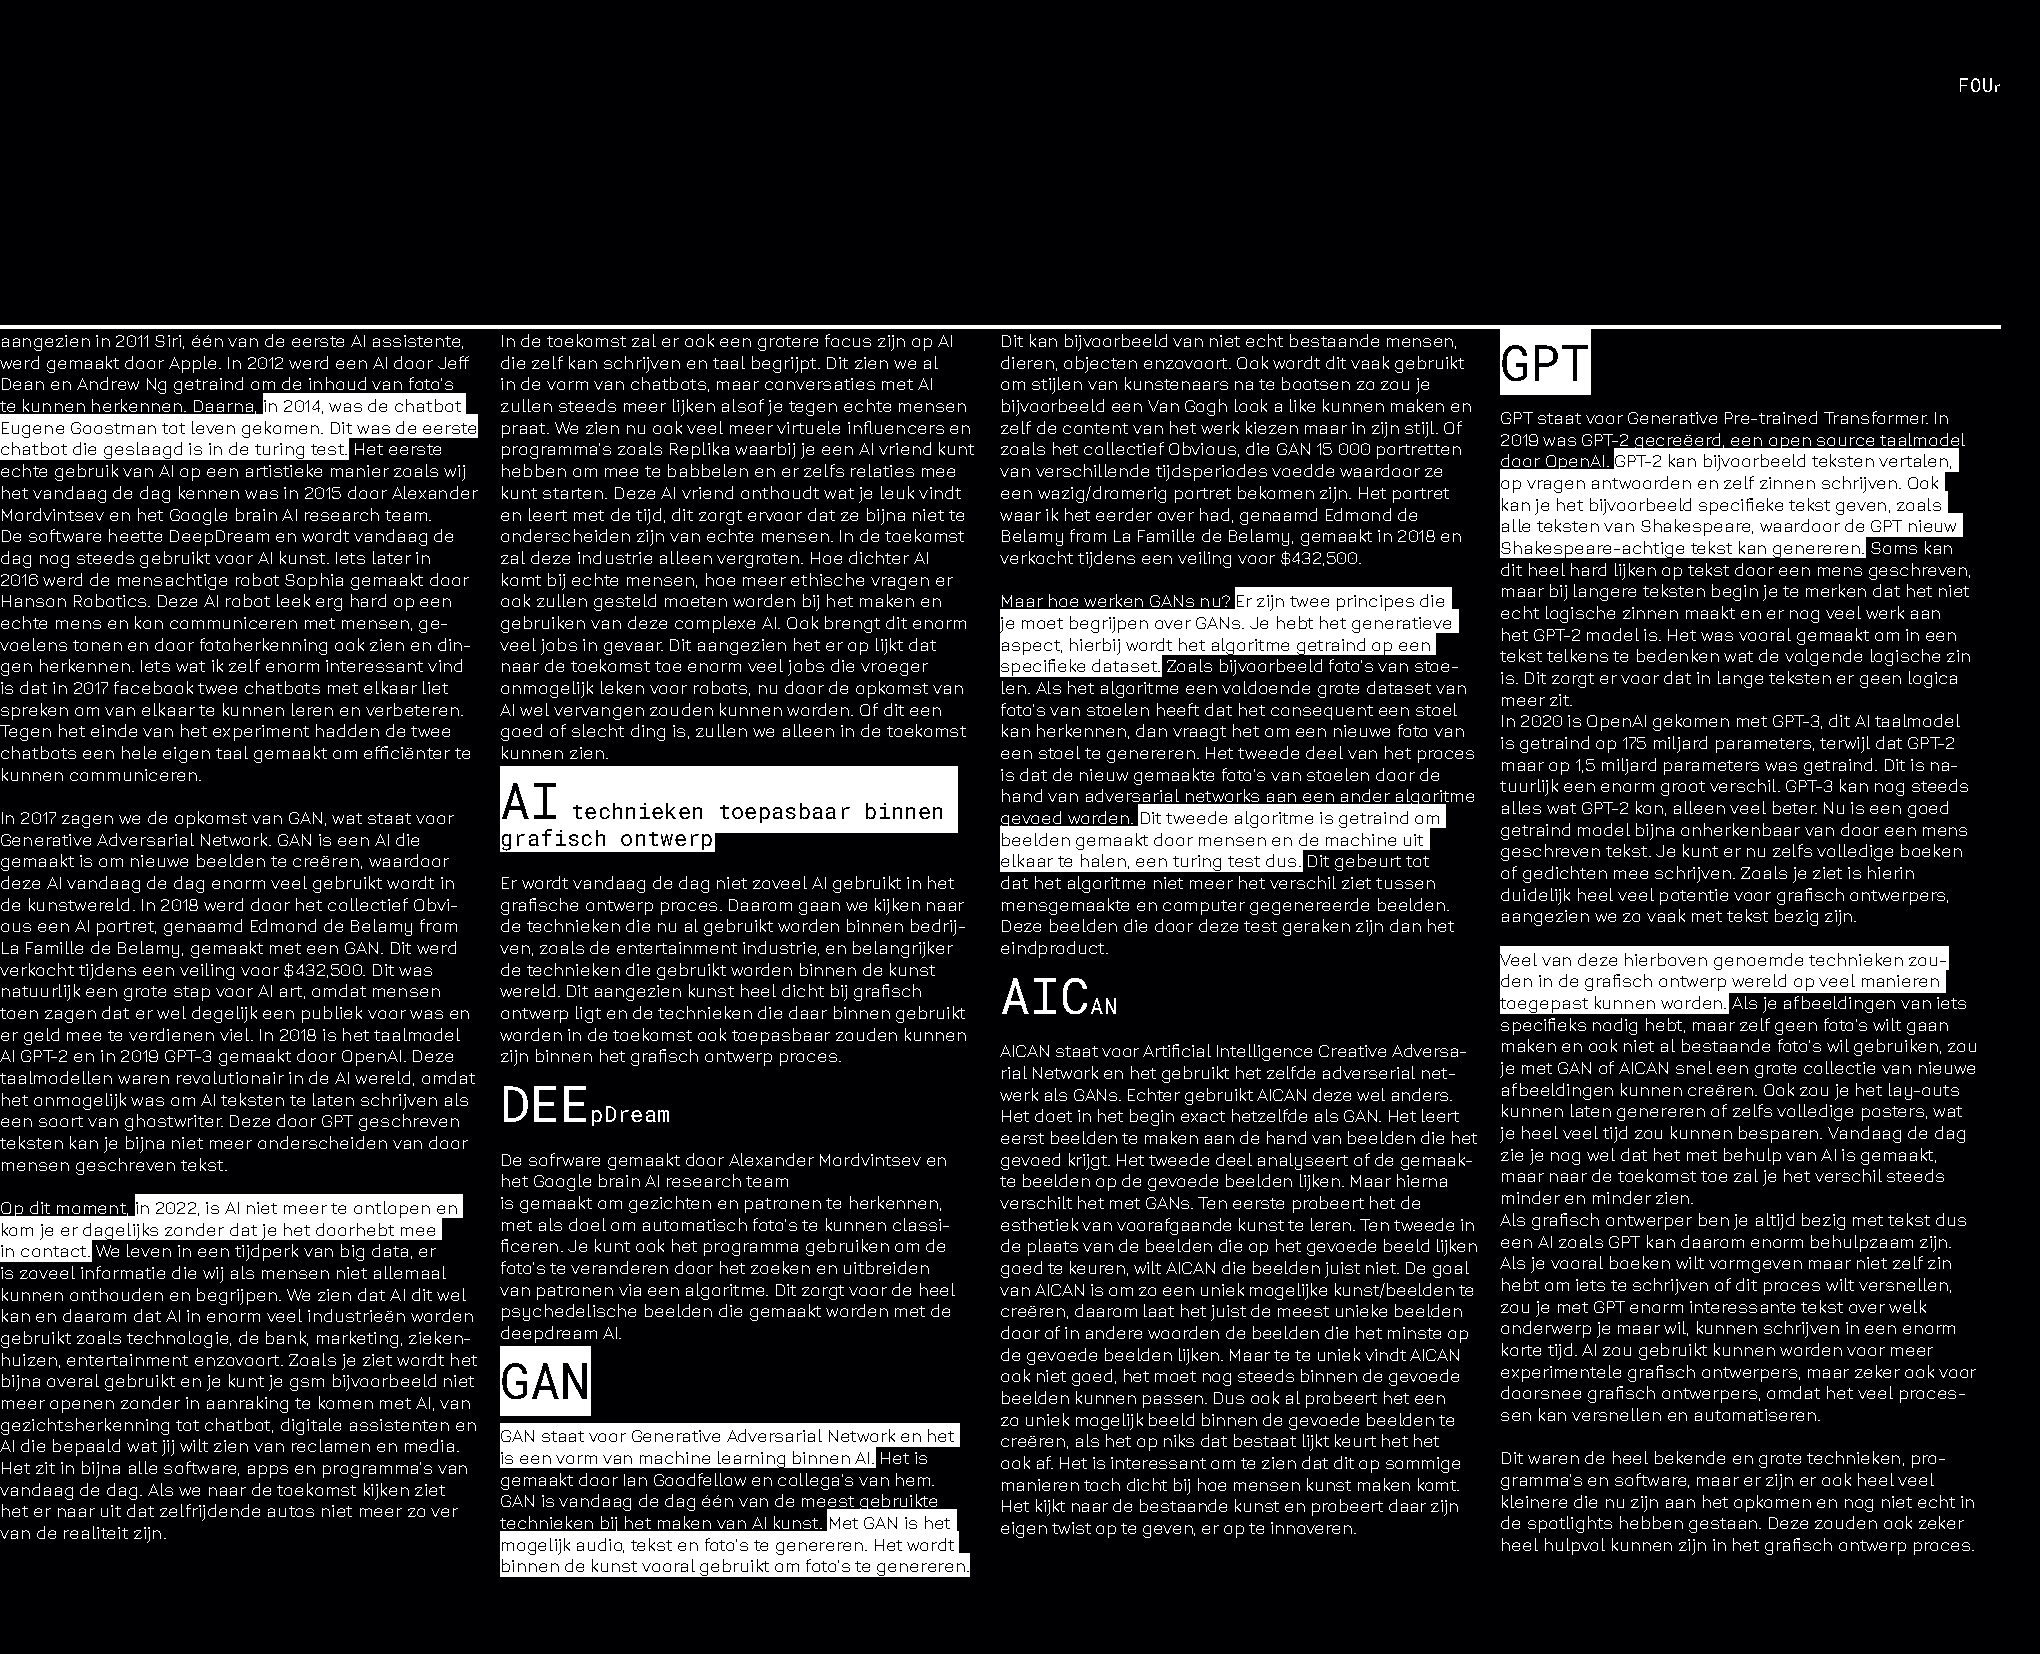 FOUr
aangezien in 2011 Siri, één van de eerste AI assistente,
werd gemaakt door Apple. In 2012 werd een AI door Jeff
Dean en Andrew Ng getraind om de inhoud van foto's
te kunnen herkennen. Daarna, in 2014, was de chatbot
Eugene Goostman tot leven gekomen. Dit was de eerste
chatbot die geslaagd is in de turing test. Het eerste
echte gebruik van AI op een artistieke manier zoals wij
het vandaag de dag kennen was in 2015 door Alexander
Mordvintsev en het Google brain AI research team.
De software heette DeepDream en wordt vandaag de
dag nog steeds gebruikt voor AI kunst. Iets later in
2016 werd de mensachtige robot Sophia gemaakt door
Hanson Robotics. Deze AI robot leek erg hard op een
echte mens en kon communiceren met mensen, ge-
voelens tonen en door fotoherkenning ook zien en din-
gen herkennen. Iets wat ik zelf enorm interessant vind
is dat in 2017 facebook twee chatbots met elkaar liet
spreken om van elkaar te kunnen leren en verbeteren.
Tegen het einde van het experiment hadden de twee
chatbots een hele eigen taal gemaakt om efficiënter te
kunnen communiceren.
In 2017 zagen we de opkomst van GAN, wat staat voor
Generative Adversarial Network. GAN is een AI die
gemaakt is om nieuwe beelden te creëren, waardoor
deze AI vandaag de dag enorm veel gebruikt wordt in
de kunstwereld. In 2018 werd door het collectief Obvi-
ous een AI portret, genaamd Edmond de Belamy from
La Famille de Belamy, gemaakt met een GAN. Dit werd
verkocht tijdens een veiling voor $432,500. Dit was
natuurlijk een grote stap voor AI art, omdat mensen
toen zagen dat er wel degelijk een publiek voor was en
er geld mee te verdienen viel. In 2018 is het taalmodel
AI GPT-2 en in 2019 GPT-3 gemaakt door OpenAI. Deze
taalmodellen waren revolutionair in de AI wereld, omdat
het onmogelijk was om AI teksten te laten schrijven als
een soort van ghostwriter. Deze door GPT geschreven
teksten kan je bijna niet meer onderscheiden van door
mensen geschreven tekst.
Op dit moment, in 2022, is AI niet meer te ontlopen en
kom je er dagelijks zonder dat je het doorhebt mee
in contact. We leven in een tijdperk van big data, er
is zoveel informatie die wij als mensen niet allemaal
kunnen onthouden en begrijpen. We zien dat AI dit wel
kan en daarom dat AI in enorm veel industrieën worden
gebruikt zoals technologie, de bank, marketing, zieken-
huizen, entertainment enzovoort. Zoals je ziet wordt het
bijna overal gebruikt en je kunt je gsm bijvoorbeeld niet
meer openen zonder in aanraking te komen met AI, van
gezichtsherkenning tot chatbot, digitale assistenten en
AI die bepaald wat jij wilt zien van reclamen en media.
Het zit in bijna alle software, apps en programma's van
vandaag de dag. Als we naar de toekomst kijken ziet
het er naar uit dat zelfrijdende autos niet meer zo ver
van de realiteit zijn.
In de toekomst zal er ook een grotere focus zijn op AI
die zelf kan schrijven en taal begrijpt. Dit zien we al
in de vorm van chatbots, maar conversaties met AI
zullen steeds meer lijken alsof je tegen echte mensen
praat. We zien nu ook veel meer virtuele influencers en
programma's zoals Replika waarbij je een AI vriend kunt
hebben om mee te babbelen en er zelfs relaties mee
kunt starten. Deze AI vriend onthoudt wat je leuk vindt
en leert met de tijd, dit zorgt ervoor dat ze bijna niet te
onderscheiden zijn van echte mensen. In de toekomst
zal deze industrie alleen vergroten. Hoe dichter AI
komt bij echte mensen, hoe meer ethische vragen er
ook zullen gesteld moeten worden bij het maken en
gebruiken van deze complexe AI. Ook brengt dit enorm
veel jobs in gevaar. Dit aangezien het er op lijkt dat
naar de toekomst toe enorm veel jobs die vroeger
onmogelijk leken voor robots, nu door de opkomst van
AI wel vervangen zouden kunnen worden. Of dit een
goed of slecht ding is, zullen we alleen in de toekomst
kunnen zien.
AI technieken toepasbaar binnen
grafisch ontwerp
Er wordt vandaag de dag niet zoveel AI gebruikt in het
grafische ontwerp proces. Daarom gaan we kijken naar
de technieken die nu al gebruikt worden binnen bedrij-
ven, zoals de entertainment industrie, en belangrijker
de technieken die gebruikt worden binnen de kunst
wereld. Dit aangezien kunst heel dicht bij grafisch
ontwerp ligt en de technieken die daar binnen gebruikt
worden in de toekomst ook toepasbaar zouden kunnen
zijn binnen het grafisch ontwerp proces.
DEEpDream
De sofrware gemaakt door Alexander Mordvintsev en
het Google brain AI research team
is gemaakt om gezichten en patronen te herkennen,
met als doel om automatisch foto's te kunnen classi-
ficeren. Je kunt ook het programma gebruiken om de
foto's te veranderen door het zoeken en uitbreiden
van patronen via een algoritme. Dit zorgt voor de heel
psychedelische beelden die gemaakt worden met de
deepdream AI.
GAN
GAN staat voor Generative Adversarial Network en het
is een vorm van machine learning binnen AI. Het is
gemaakt door Ian Goodfellow en collega's van hem.
GAN is vandaag de dag één van de meest gebruikte
technieken bij het maken van AI kunst. Met GAN is het
mogelijk audio, tekst en foto's te genereren. Het wordt
binnen de kunst vooral gebruikt om foto's te genereren.
Dit kan bijvoorbeeld van niet echt bestaande mensen,
dieren, objecten enzovoort. Ook wordt dit vaak gebruikt
om stijlen van kunstenaars na te bootsen zo zou je
bijvoorbeeld een Van Gogh look a like kunnen maken en
zelf de content van het werk kiezen maar in zijn stijl. Of
zoals het collectief Obvious, die GAN 15 000 portretten
van verschillende tijdsperiodes voedde waardoor ze
een wazig/dromerig portret bekomen zijn. Het portret
waar ik het eerder over had, genaamd Edmond de
Belamy from La Famille de Belamy, gemaakt in 2018 en
verkocht tijdens een veiling voor $432,500.
Maar hoe werken GANs nu? Er zijn twee principes die
je moet begrijpen over GANs. Je hebt het generatieve
aspect, hierbij wordt het algoritme getraind op een
specifieke dataset. Zoals bijvoorbeeld foto's van stoe-
len. Als het algoritme een voldoende grote dataset van
foto's van stoelen heeft dat het consequent een stoel
kan herkennen, dan vraagt het om een nieuwe foto van
een stoel te genereren. Het tweede deel van het proces
is dat de nieuw gemaakte foto's van stoelen door de
hand van adversarial networks aan een ander algoritme
gevoed worden. Dit tweede algoritme is getraind om
beelden gemaakt door mensen en de machine uit
elkaar te halen, een turing test dus. Dit gebeurt tot
dat het algoritme niet meer het verschil ziet tussen
mensgemaakte en computer gegenereerde beelden.
Deze beelden die door deze test geraken zijn dan het
eindproduct.
AICAN
AICAN staat voor Artificial Intelligence Creative Adversa-
rial Network en het gebruikt het zelfde adverserial net-
werk als GANs. Echter gebruikt AICAN deze wel anders.
Het doet in het begin exact hetzelfde als GAN. Het leert
eerst beelden te maken aan de hand van beelden die het
gevoed krijgt. Het tweede deel analyseert of de gemaak-
te beelden op de gevoede beelden lijken. Maar hierna
verschilt het met GANs. Ten eerste probeert het de
esthetiek van voorafgaande kunst te leren. Ten tweede in
de plaats van de beelden die op het gevoede beeld lijken
goed te keuren, wilt AICAN die beelden juist niet. De goal
van AICAN is om zo een uniek mogelijke kunst/beelden te
creëren, daarom laat het juist de meest unieke beelden
door of in andere woorden de beelden die het minste op
de gevoede beelden lijken. Maar te te uniek vindt AICAN
ook niet goed, het moet nog steeds binnen de gevoede
beelden kunnen passen. Dus ook al probeert het een
zo uniek mogelijk beeld binnen de gevoede beelden te
creëren, als het op niks dat bestaat lijkt keurt het het
ook af. Het is interessant om te zien dat dit op sommige
manieren toch dicht bij hoe mensen kunst maken komt.
Het kijkt naar de bestaande kunst en probeert daar zijn
eigen twist op te geven, er op te innoveren.
GPT
GPT staat voor Generative Pre-trained Transformer. In
2019 was GPT-2 gecreëerd, een open source taalmodel
door OpenAI. GPT-2 kan bijvoorbeeld teksten vertalen,
op vragen antwoorden en zelf zinnen schrijven. Ook
kan je het bijvoorbeeld specifieke tekst geven, zoals
alle teksten van Shakespeare, waardoor de GPT nieuw
Shakespeare-achtige tekst kan genereren. Soms kan
dit heel hard lijken op tekst door een mens geschreven,
maar bij langere teksten begin je te merken dat het niet
echt logische zinnen maakt en er nog veel werk aan
het GPT-2 model is. Het was vooral gemaakt om in een
tekst telkens te bedenken wat de volgende logische zin
is. Dit zorgt er voor dat in lange teksten er geen logica
meer zit.
In 2020 is OpenAI gekomen met GPT-3, dit AI taalmodel
is getraind op 175 miljard parameters, terwijl dat GPT-2
maar op 1,5 miljard parameters was getraind. Dit is na-
tuurlijk een enorm groot verschil. GPT-3 kan nog steeds
alles wat GPT-2 kon, alleen veel beter. Nu is een goed
getraind model bijna onherkenbaar van door een mens
geschreven tekst. Je kunt er nu zelfs volledige boeken
of gedichten mee schrijven. Zoals je ziet is hierin
duidelijk heel veel potentie voor grafisch ontwerpers,
aangezien we zo vaak met tekst bezig zijn.
Veel van deze hierboven genoemde technieken zou-
den in de grafisch ontwerp wereld op veel manieren
toegepast kunnen worden. Als je afbeeldingen van iets
specifieks nodig hebt, maar zelf geen foto's wilt gaan
maken en ook niet al bestaande foto's wil gebruiken, zou
je met GAN of AICAN snel een grote collectie van nieuwe
afbeeldingen kunnen creëren. Ook zou je het lay-outs
kunnen laten genereren of zelfs volledige posters, wat
je heel veel tijd zou kunnen besparen. Vandaag de dag
zie je nog wel dat het met behulp van AI is gemaakt,
maar naar de toekomst toe zal je het verschil steeds
minder en minder zien.
Als grafisch ontwerper ben je altijd bezig met tekst dus
een AI zoals GPT kan daarom enorm behulpzaam zijn.
Als je vooral boeken wilt vormgeven maar niet zelf zin
hebt om iets te schrijven of dit proces wilt versnellen,
zou je met GPT enorm interessante tekst over welk
onderwerp je maar wil, kunnen schrijven in een enorm
korte tijd. AI zou gebruikt kunnen worden voor meer
experimentele grafisch ontwerpers, maar zeker ook voor
doorsnee grafisch ontwerpers, omdat het veel proces-
sen kan versnellen en automatiseren.
Dit waren de heel bekende en grote technieken, pro-
gramma's en software, maar er zijn er ook heel veel
kleinere die nu zijn aan het opkomen en nog niet echt in
de spotlights hebben gestaan. Deze zouden ook zeker
heel hulpvol kunnen zijn in het grafisch ontwerp proces.